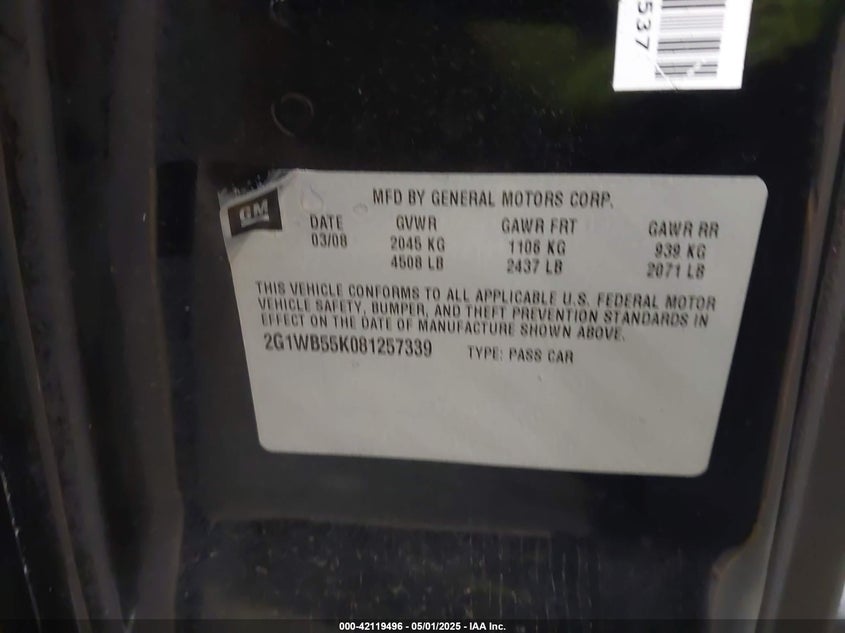 537
GM
MFD BY GENERAL MOTORS CORP.
DATE GVWR GAWR FRT GAWR RR
03/08 2045 KG 1106 KG 939 KG
4508 LB 2437 LB 2071 LB
THIS VEHICLE CONFORMS TO ALL APPLICABLE U.S. FEDERAL MOTOR
VEHICLE SAFETY, BUMPER, AND THEFT PREVENTION STANDARDS IN
EFFECT ON THE DATE OF MANUFACTURE SHOWN ABOVE.
2G1WB55K081257339 TYPE: PASS CAR
000-42119496 - 05/01/2025 - IAA Inc.